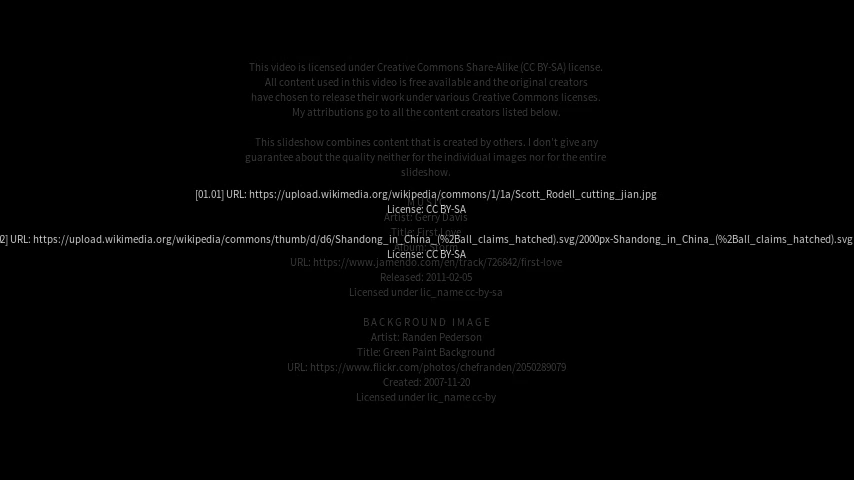 This video is licensed under Creative Commons Share-Alike (CC BY-SA) license.
All content used in this video is free available and the original creators
have chosen to release their work under various Creative Commons licenses.
My attributions go to all the content creators listed below.
This slideshow combines content that is created by others. I don't give any
guarantee about the quality neither for the individual images nor for the entire
slideshow.
[01.01] URL: https://upload.wikimedia.org/wikipedia/commons/1/1a/Scott_Rodell_cutting_jian.jpg
License: CC BY-SA
Artist: Gerry Davis
Title: First Love
2] URL: https://upload.wikimedia.org/wikipedia/commons/thumb/d/d6/Shandong_in_China_(%2Ball_claims_hatched).svg/2000px-Shandong_in_China_(%2Ball_claims_hatched).svg
License: CC BY-SA
URL: https://www.jamendo.com/en/track/726842/first-love
Released: 2011-02-05
Licensed under lic_name cc-by-sa
BACKGROUND IMAGE
Artist: Randen Pederson
Title: Green Paint Background
URL: https://www.flickr.com/photos/chefranden/2050289079
Created: 2007-11-20
Licensed under lic_name cc-by